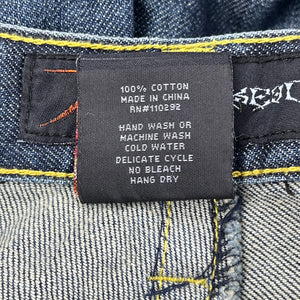 100% COTTON
MADE IN CHINA
RN#110292
HAND WASH OR
MACHINE WASH
COLD WATER
DELICATE CYCLE
NO BLEACH
HANG DRY